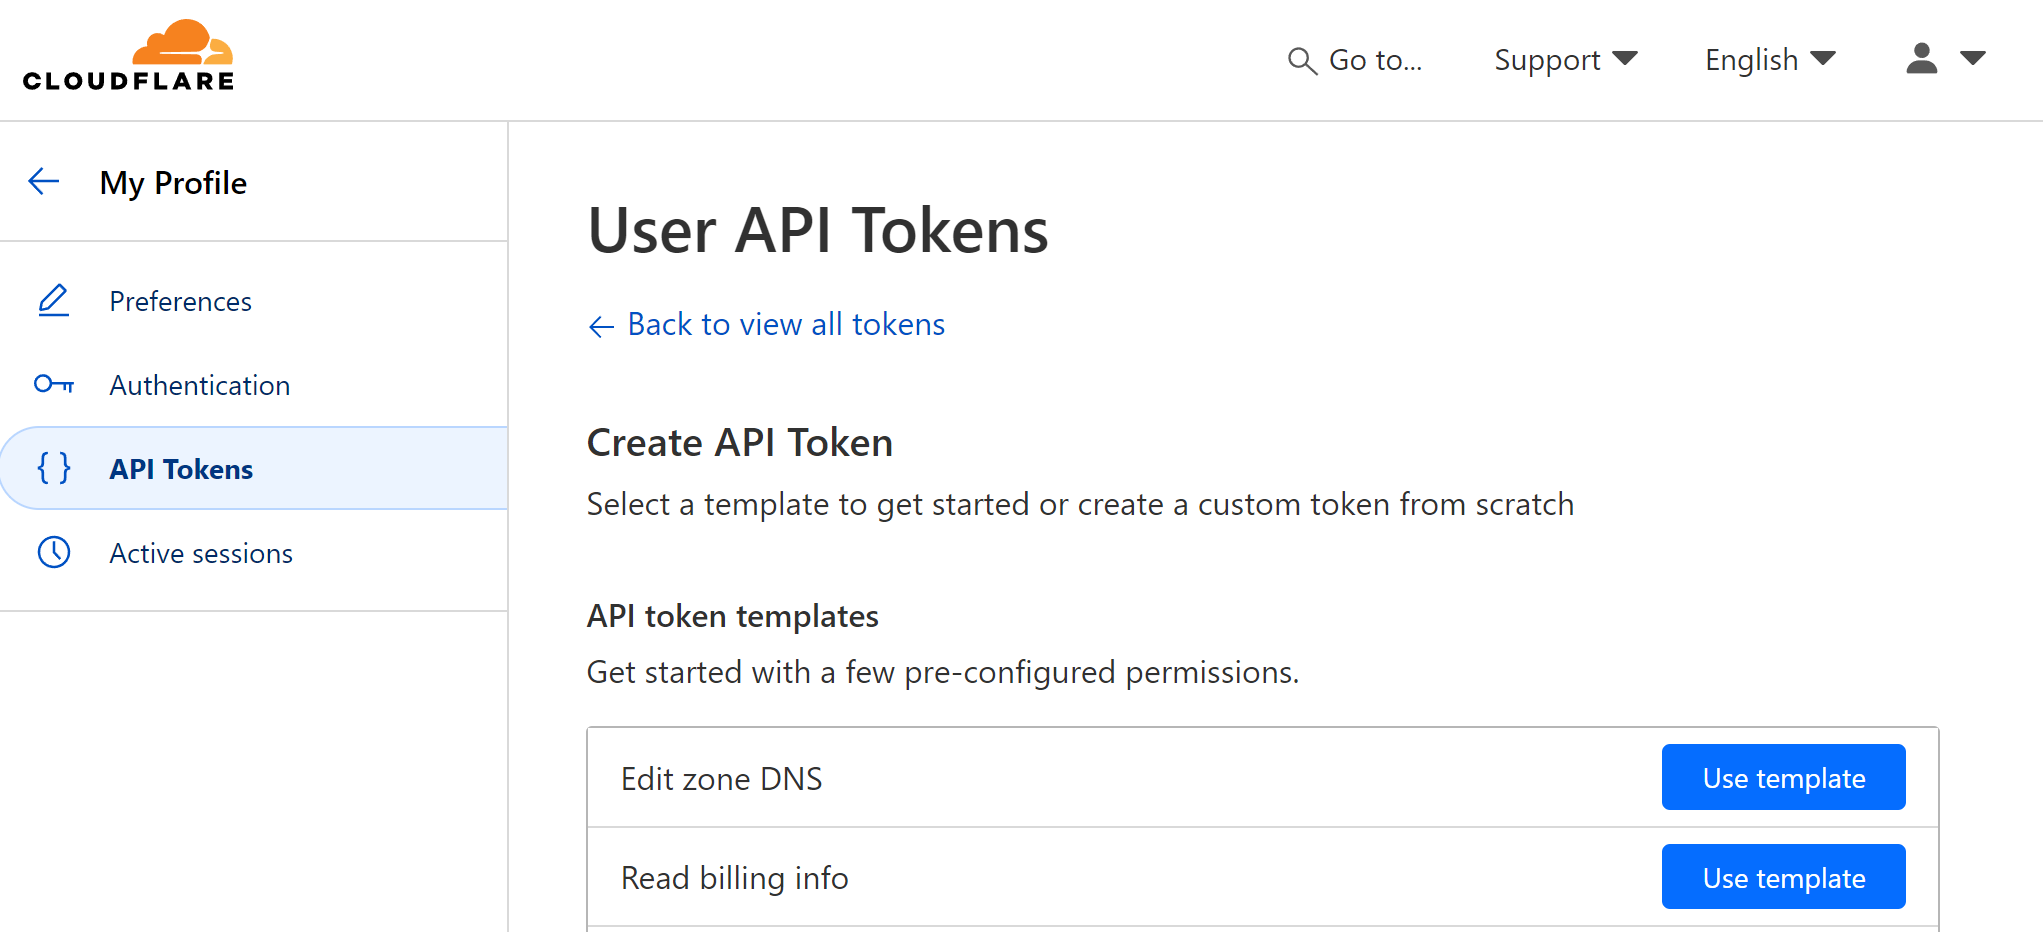 CLOUDFLARE
Go to...
Support
English
My Profile
Preferences
Authentication
API Tokens
Active sessions
User API Tokens
Back to view all tokens
Create API Token
Select a template to get started or create a custom token from scratch
API token templates
Get started with a few pre-configured permissions.
Edit zone DNS
Use template
Read billing info
Use template